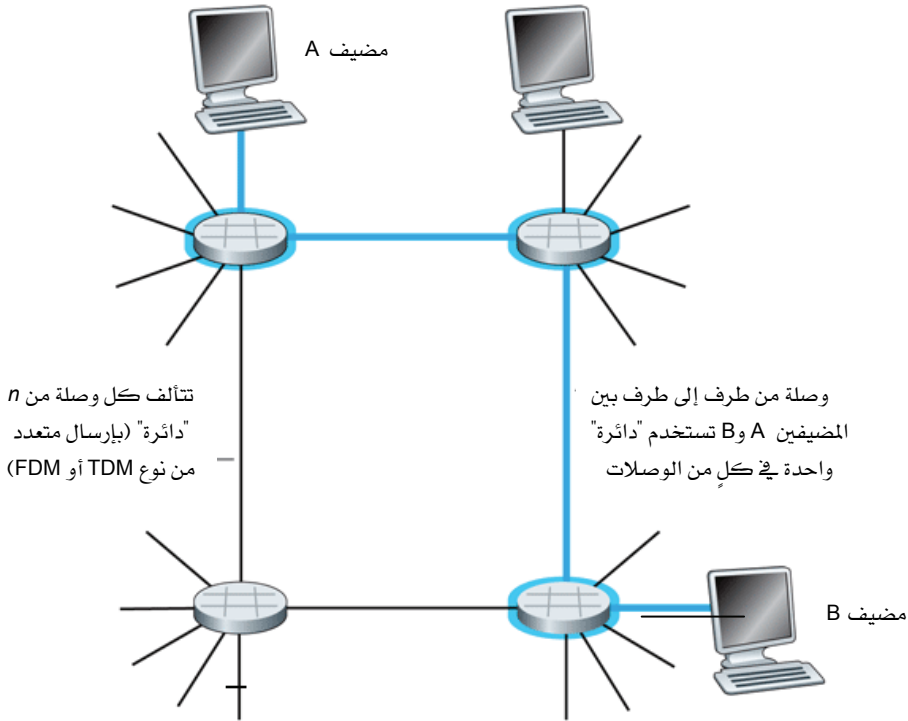 مضيف A
وصلة من طرف إلى طرف بين
المضيفين A وB تستخدم "دائرة"
واحدة في كلٍ من الوصلات
تتألف كل وصلة من n
"دائرة" (بإرسال متعدد
من نوع TDM أو FDM)
مضيف B